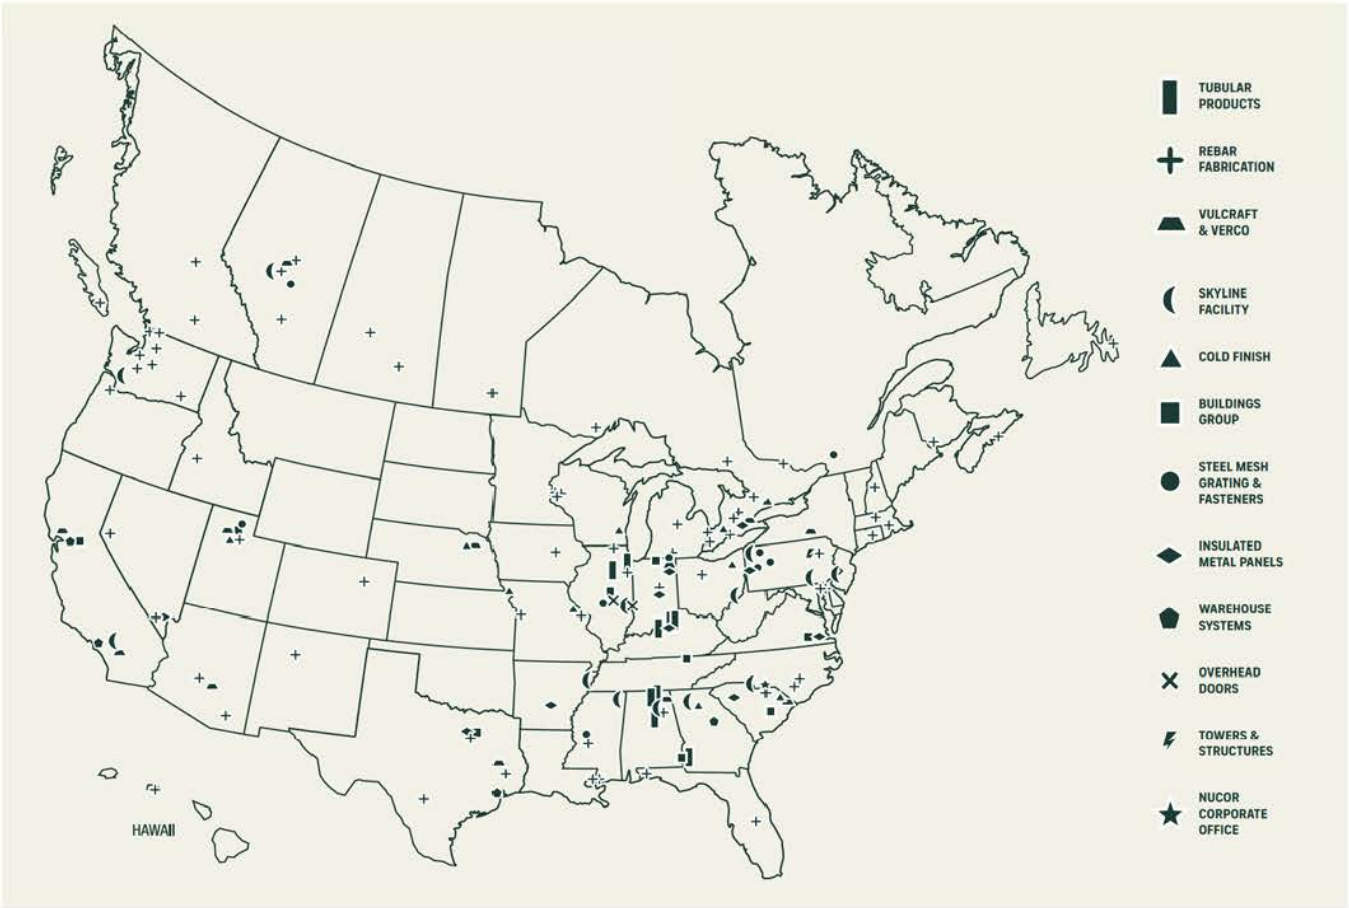 TUBULAR
PRODUCTS
REBAR
FABRICATION
VULCRAFT
& VERCO
SKYLINE
FACILITY
COLD FINISH
BUILDINGS
GROUP
STEEL MESH
GRATING &
FASTENERS
INSULATED
METAL PANELS
WAREHOUSE
SYSTEMS
OVERHEAD
DOORS
TOWERS &
STRUCTURES
NUCOR
CORPORATE
OFFICE
HAWAII